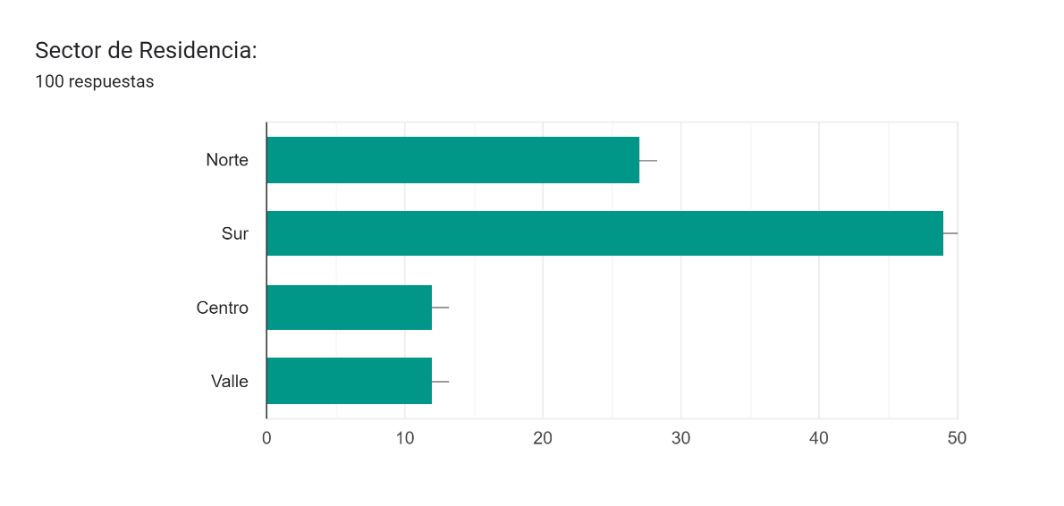 Sector de Residencia:
100 respuestas
Norte
Sur
Centro
Valle
0 10 20 30 40 50